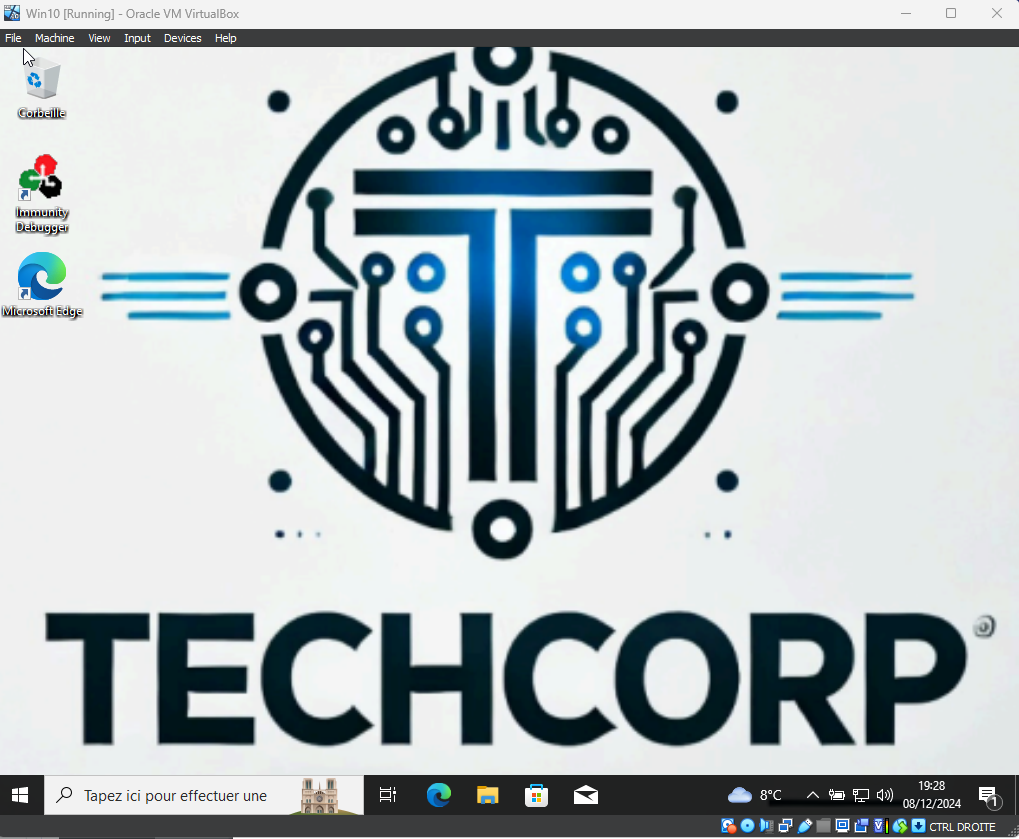 Win10 [Running] - Oracle VM VirtualBox
File Machine View Input Devices Help
Corbeille
Immunity
Debugger
Microsoft Edge
TECHCORP
Tapez ici pour effectuer une
8°C
19:28
08/12/2024
1
CTRL DROITE